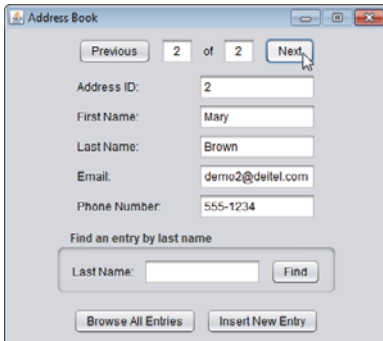 Address Book
Previous 2 of 2 Next
Address ID: 2
First Name: Mary
Last Name: Brown
Email: demo2@deitel.com
Phone Number: 555-1234
Find an entry by last name
Last Name: Find
Browse All Entries Insert New Entry